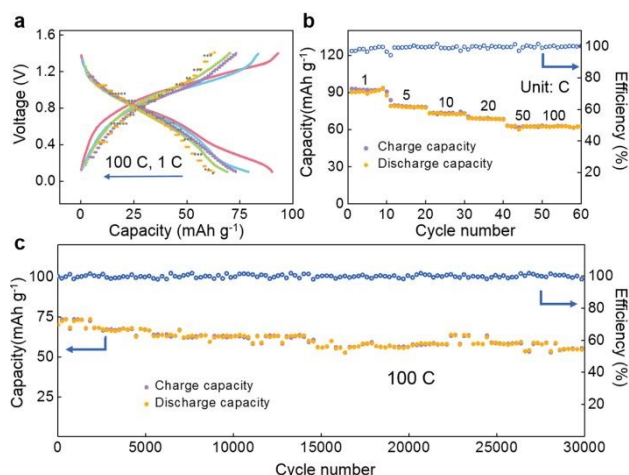 a
Voltage (V)
1.6
1.2
0.8
0.4
0.0
100 C, 1 C
0 25 50 75 100
Capacity (mAh g-1)
b
Capacity(mAh g-1)
120
90
60
30
0
1
5
10
20
50
100
Unit: C
Charge capacity
Discharge capacity
100
80
60
40
20
Efficiency (%)
0 10 20 30 40 50 60
Cycle number
c
Capacity(mAh g-1)
100
75
50
25
100 C
Charge capacity
Discharge capacity
100
80
60
40
20
0
Efficiency (%)
0 5000 10000 15000 20000 25000 30000
Cycle number